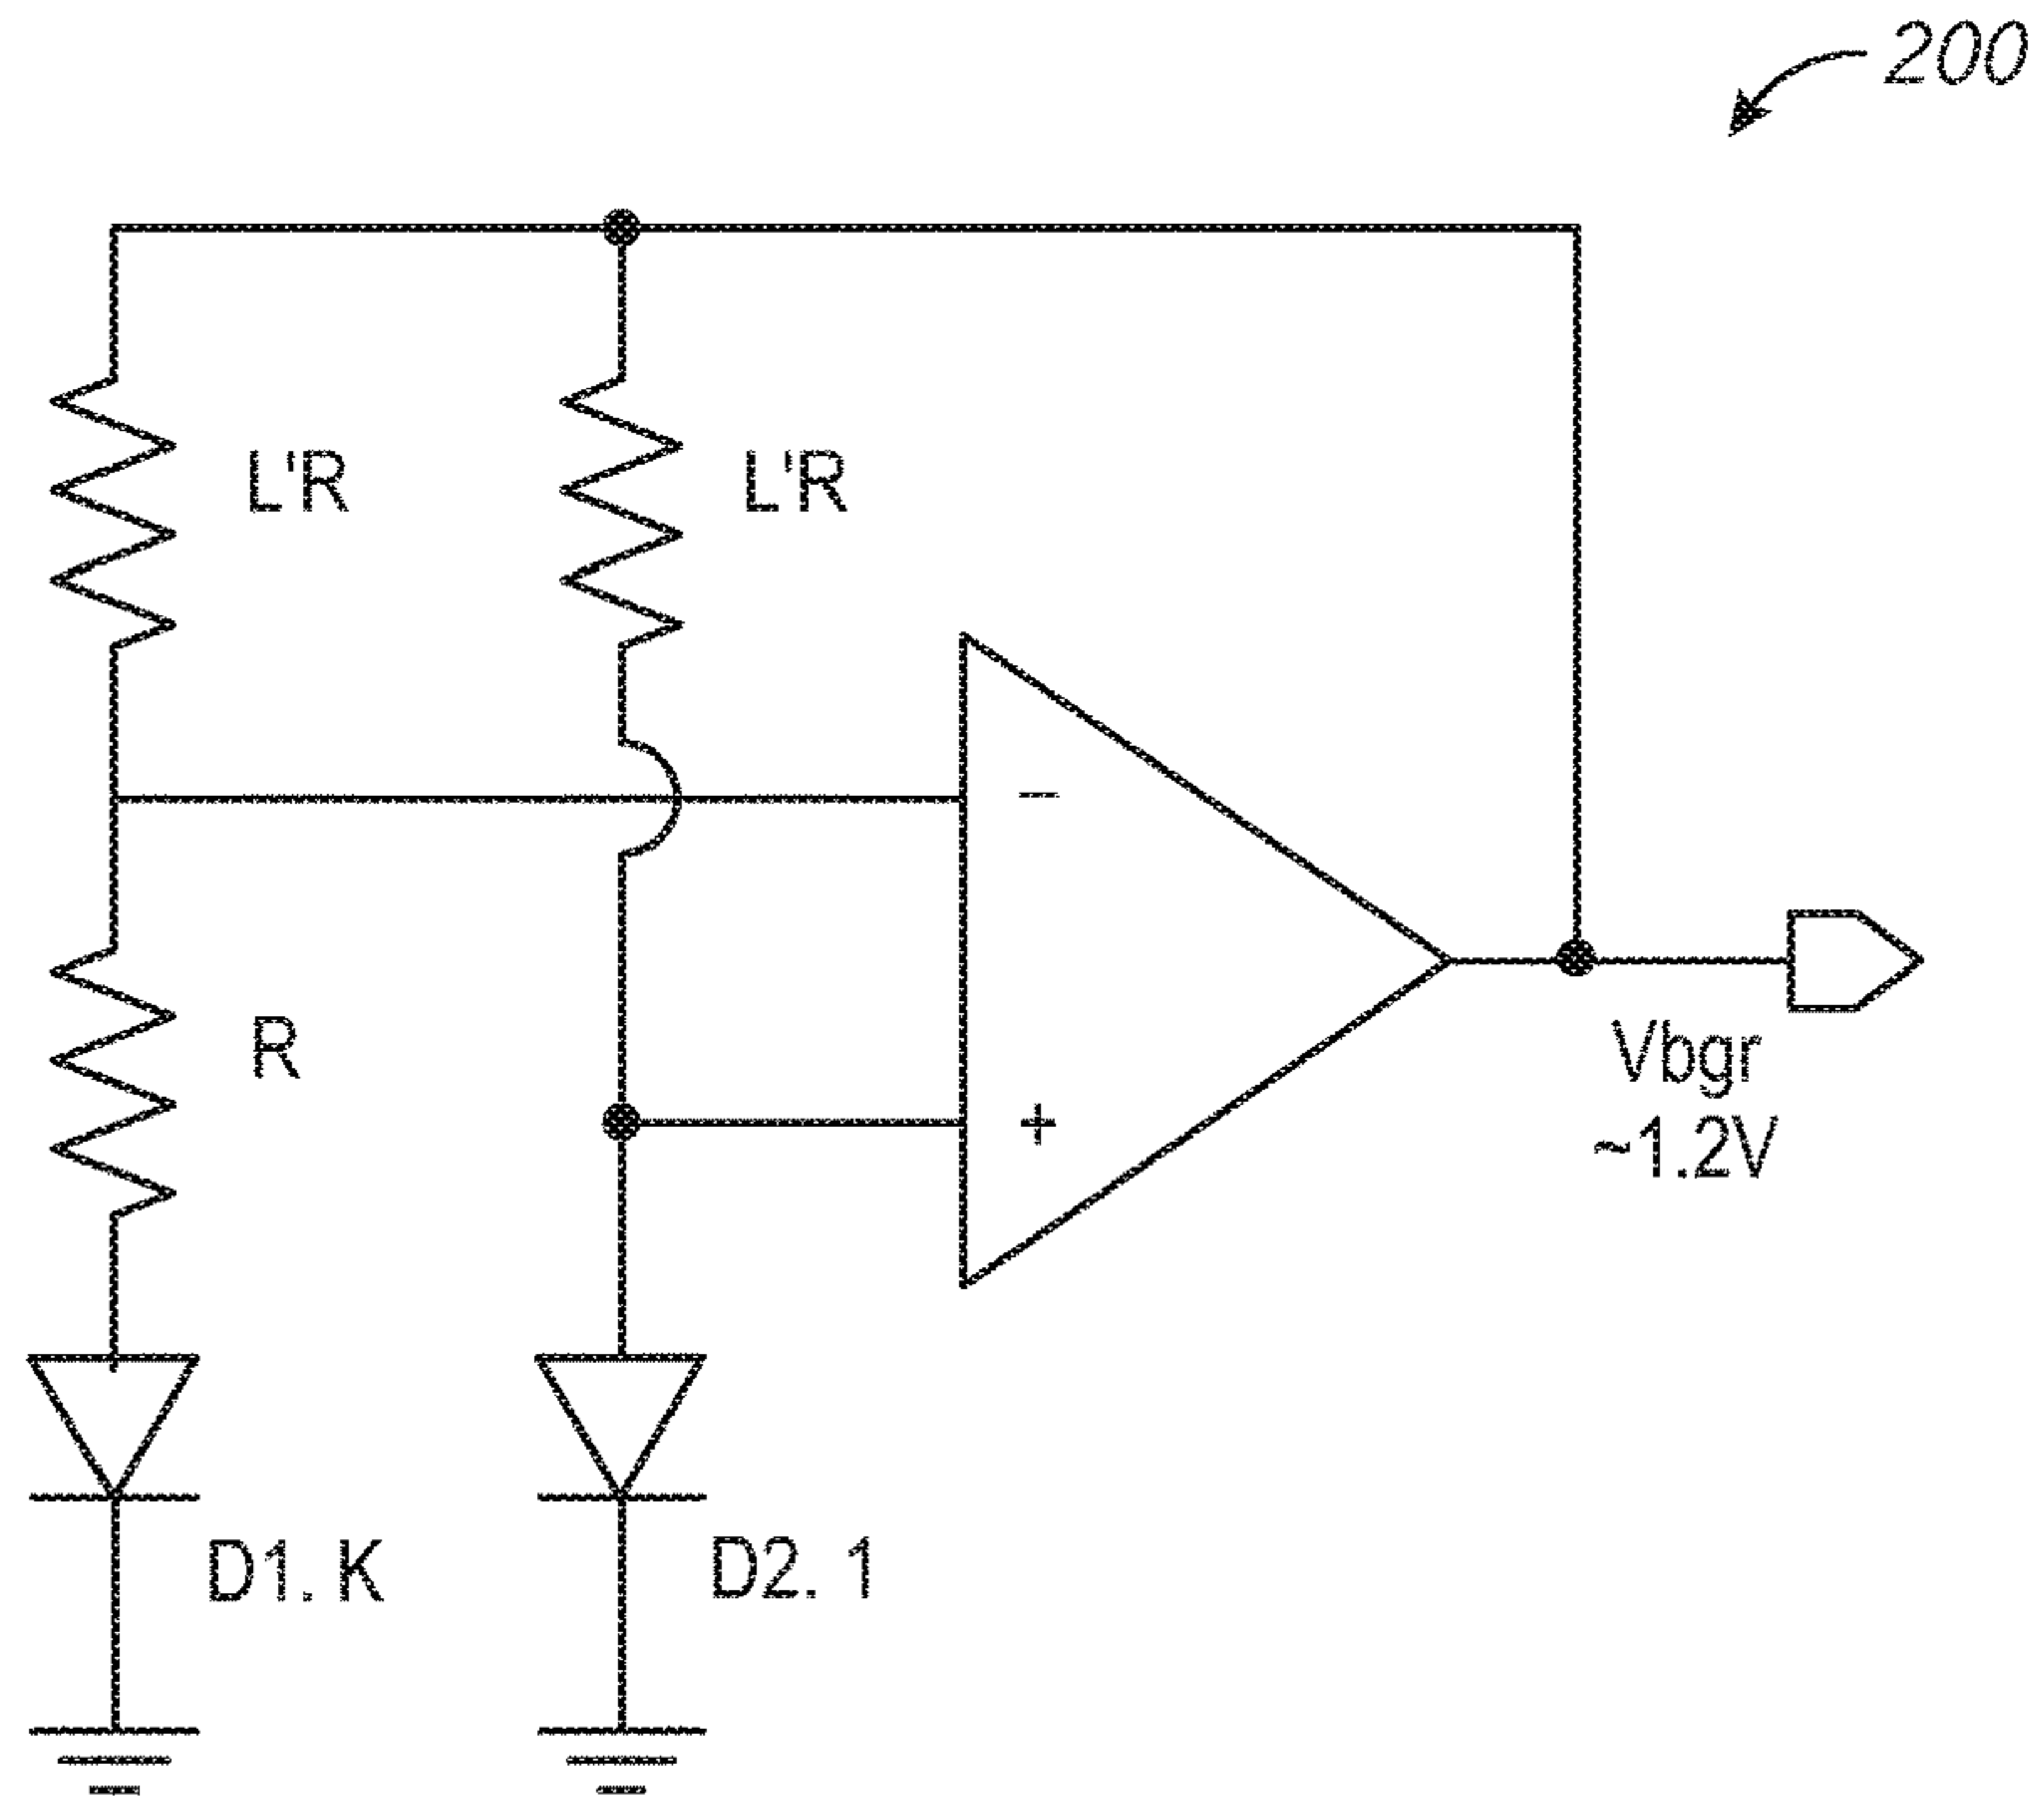 200
L'R
L'R
−
R
+
Vbgr
~1.2V
D1. K
D2. 1